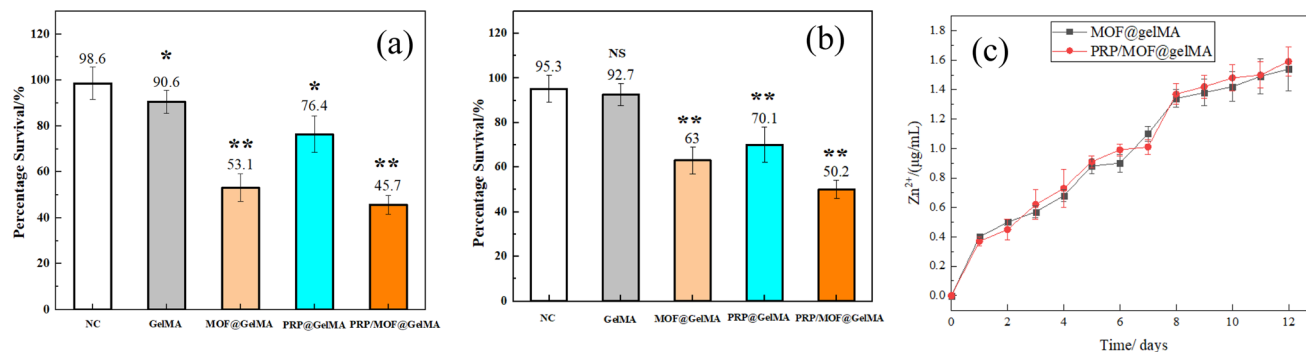 (a)
Percentage Survival/%
120
100
80
60
40
20
0
98.6
*
90.6
**
53.1
*
76.4
**
45.7
NC
GelMA
MOF@GelMA
PRP@GelMA
PRP/MOF@GelMA
(b)
Percentage Survival/%
120
100
80
60
40
20
0
95.3
NS
92.7
**
63
**
70.1
**
50.2
NC
GelMA
MOF@GelMA
PRP@GelMA
PRP/MOF@GelMA
(c)
MOF@gelMA
PRP/MOF@gelMA
Zn²⁺/(μg/mL)
1.8
1.6
1.4
1.2
1.0
0.8
0.6
0.4
0.2
0.0
0
2
4
6
8
10
12
Time/ days